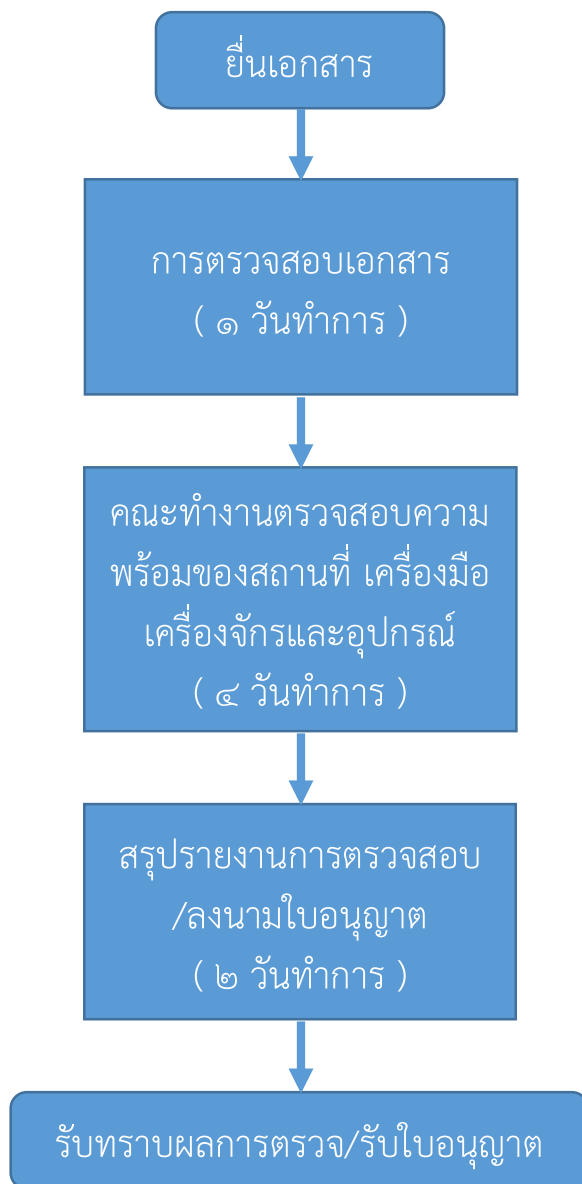 ยื่นเอกสาร
การตรวจสอบเอกสาร
( ๑ วันทำการ )
คณะทำงานตรวจสอบความ
พร้อมของสถานที่ เครื่องมือ
เครื่องจักรและอุปกรณ์
( ๔ วันทำการ )
สรุปรายงานการตรวจสอบ
/ลงนามใบอนุญาต
( ๒ วันทำการ )
รับทราบผลการตรวจ/รับใบอนุญาต